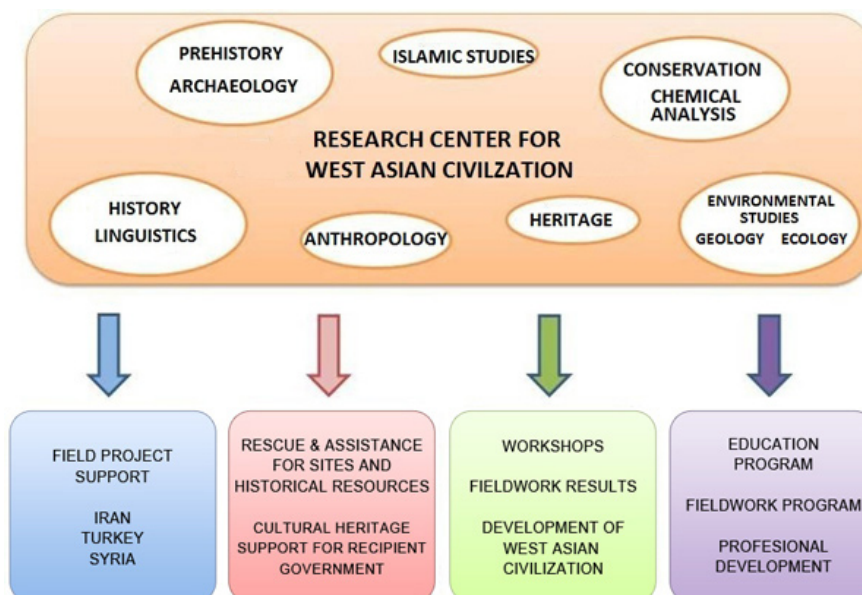 PREHISTORY
ARCHAEOLOGY
ISLAMIC STUDIES
CONSERVATION
CHEMICAL
ANALYSIS
RESEARCH CENTER FOR
WEST ASIAN CIVILZATION
HISTORY
LINGUISTICS
ANTHROPOLOGY
HERITAGE
ENVIRONMENTAL
STUDIES
GEOLOGY ECOLOGY
FIELD PROJECT
SUPPORT
IRAN
TURKEY
SYRIA
RESCUE & ASSISTANCE
FOR SITES AND
HISTORICAL RESOURCES
CULTURAL HERITAGE
SUPPORT FOR RECIPIENT
GOVERNMENT
WORKSHOPS
FIELDWORK RESULTS
DEVELOPMENT OF
WEST ASIAN
CIVILIZATION
EDUCATION
PROGRAM
FIELDWORK PROGRAM
PROFESIONAL
DEVELOPMENT